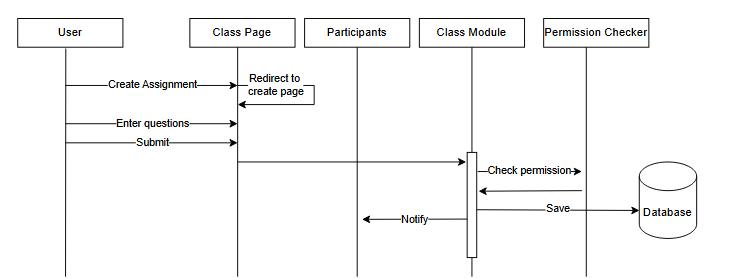 User
Class Page
Participants
Class Module
Permission Checker
Create Assignment
Redirect to
create page
Enter questions
Submit
Check permission
Save
Database
Notify